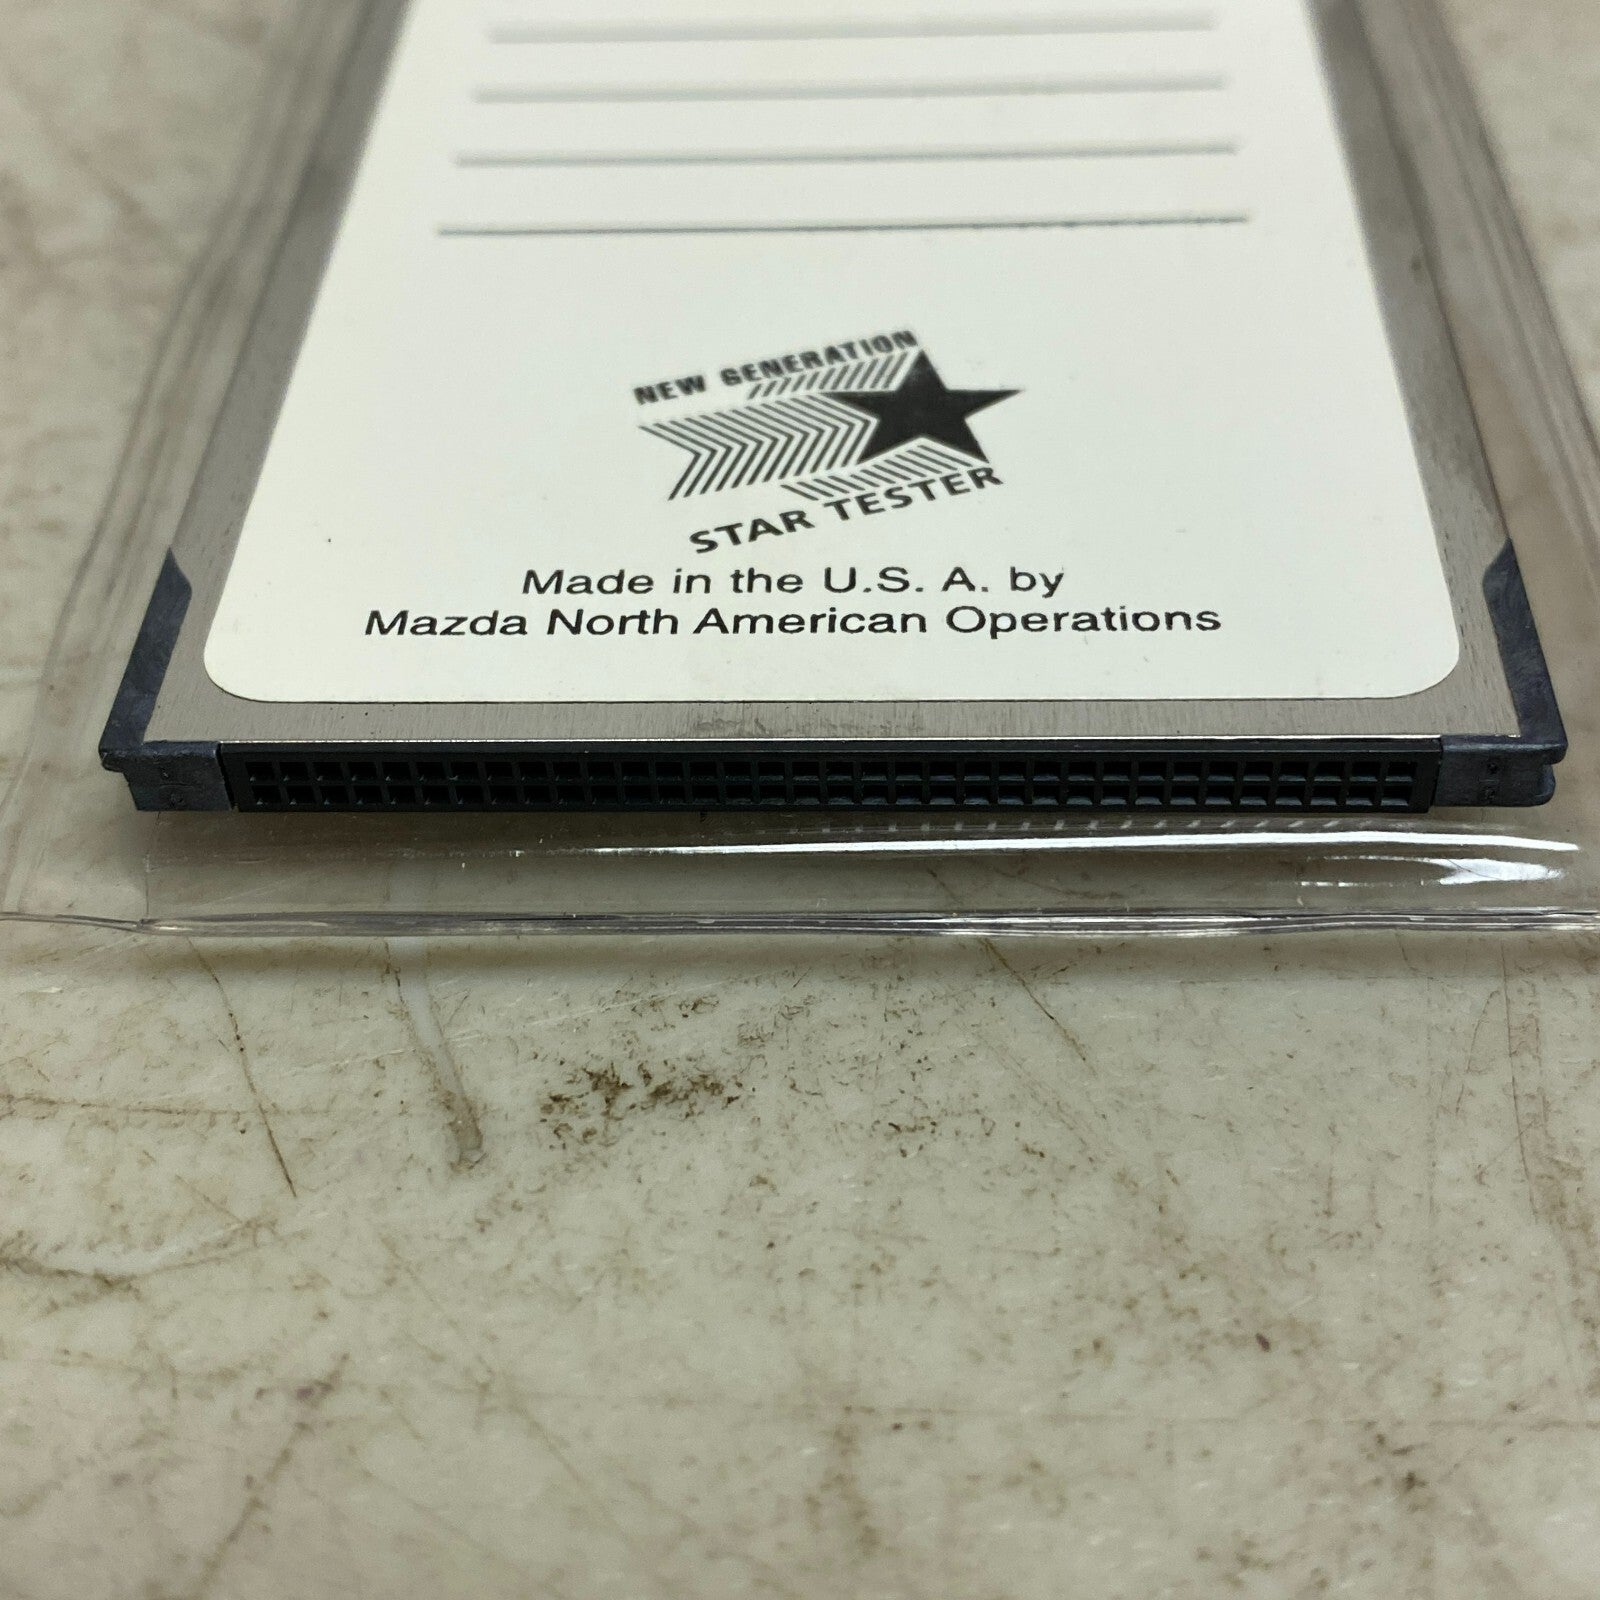 NEW GENERATION
STAR TESTER
Made in the U.S. A. by
Mazda North American Operations